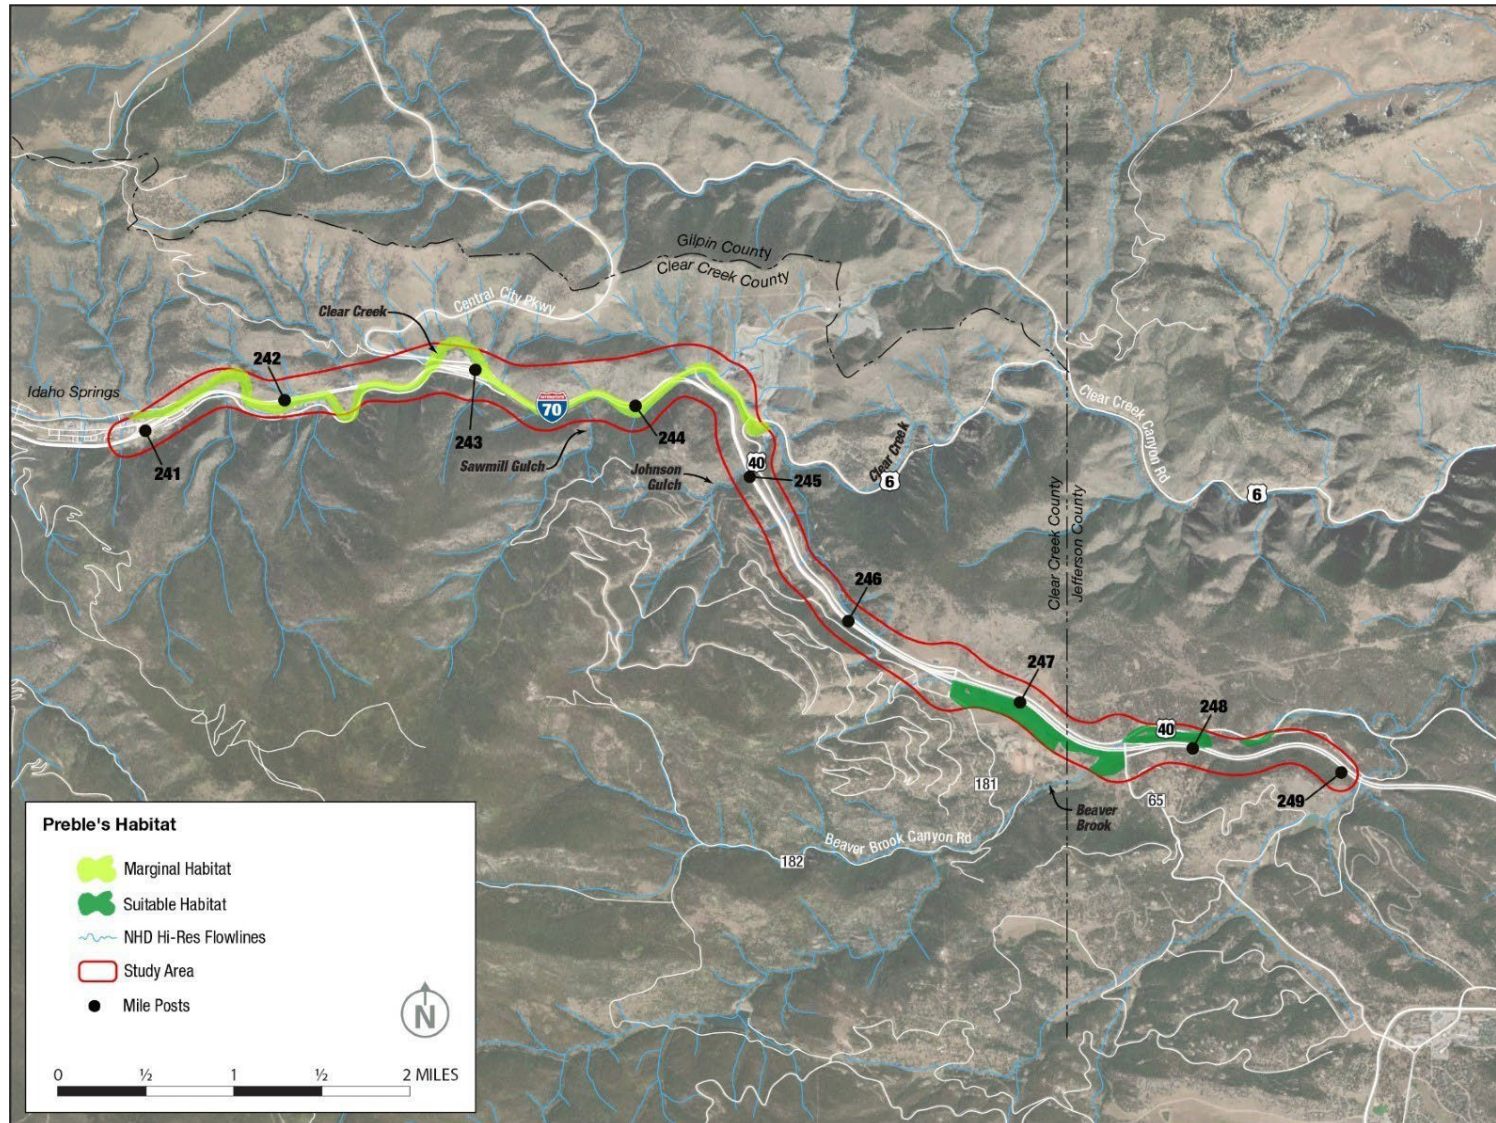 Gilpin County
Clear Creek County
Central City Pkwy
Clear Creek
Idaho Springs
242
241
243
INTERSTATE
70
244
Sawmill Gulch
Johnson
Gulch
40
245
Clear Creek
6
Clear Creek Canyon Rd
6
Clear Creek County
Jefferson County
246
247
40
248
249
181
65
Beaver
Brook
Beaver Brook Canyon Rd
182
Preble's Habitat
Marginal Habitat
Suitable Habitat
NHD Hi-Res Flowlines
Study Area
Mile Posts
N
0 ½ 1 ½ 2 MILES